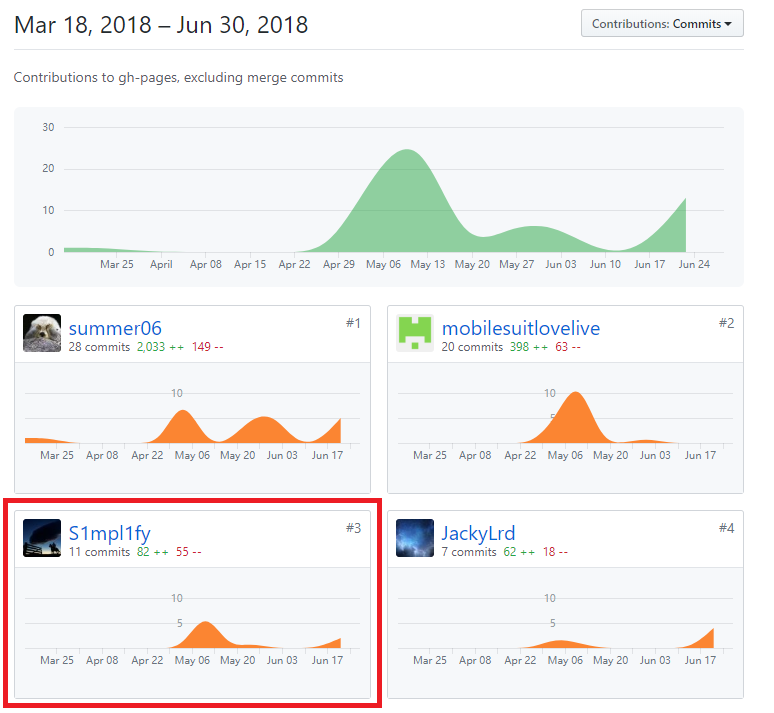 Mar 18, 2018 – Jun 30, 2018
Contributions: Commits
Contributions to gh-pages, excluding merge commits
30
20
10
0
Mar 25 April Apr 08 Apr 15 Apr 22 Apr 29 May 06 May 13 May 20 May 27 Jun 03 Jun 10 Jun 17 Jun 24
summer06 #1
28 commits 2,033 ++ 149 --
10
Mar 25 Apr 08 Apr 22 May 06 May 20 Jun 03 Jun 17
mobilesuitlovelive #2
20 commits 398 ++ 63 --
10
5
Mar 25 Apr 08 Apr 22 May 06 May 20 Jun 03 Jun 17
S1mpl1fy #3
11 commits 82 ++ 55 --
10
5
Mar 25 Apr 08 Apr 22 May 06 May 20 Jun 03 Jun 17
JackyLrd #4
7 commits 62 ++ 18 --
10
5
Mar 25 Apr 08 Apr 22 May 06 May 20 Jun 03 Jun 17